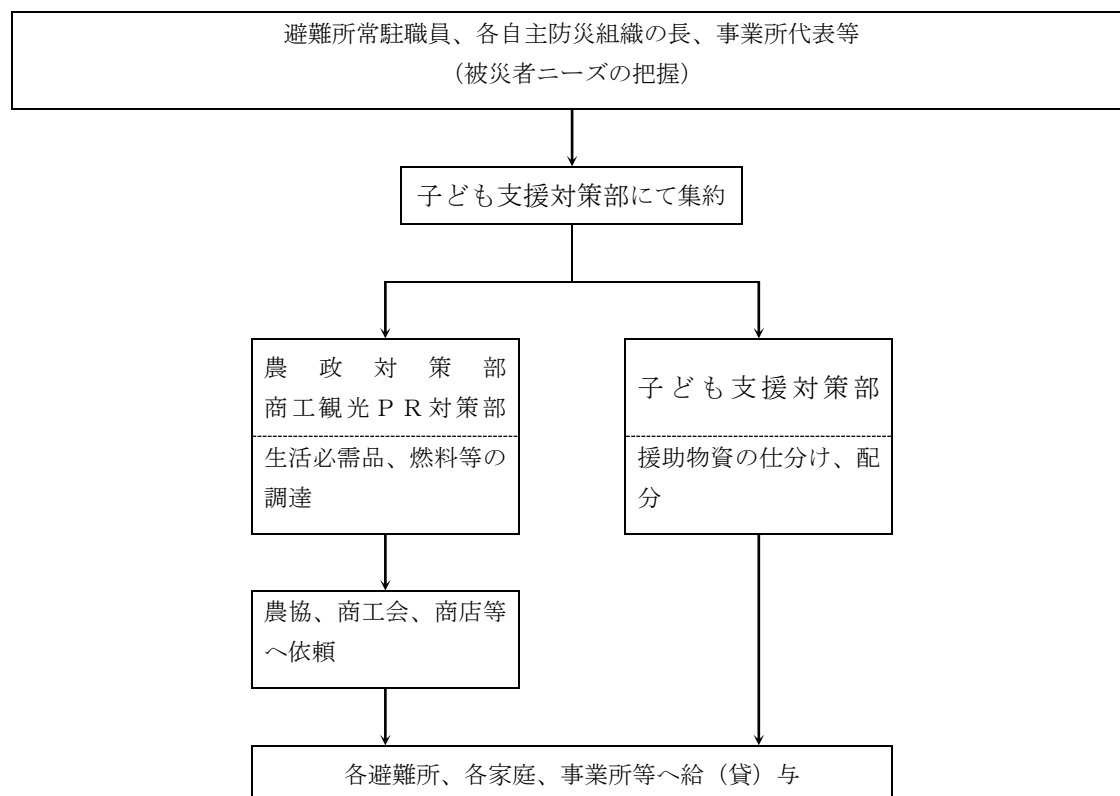 避難所常駐職員、各自主防災組織の長、事業所代表等
（被災者ニーズの把握）
子ども支援対策部にて集約
農政対策部
商工観光ＰＲ対策部
生活必需品、燃料等の
調達
子ども支援対策部
援助物資の仕分け、配
分
農協、商工会、商店等
へ依頼
各避難所、各家庭、事業所等へ給（貸）与